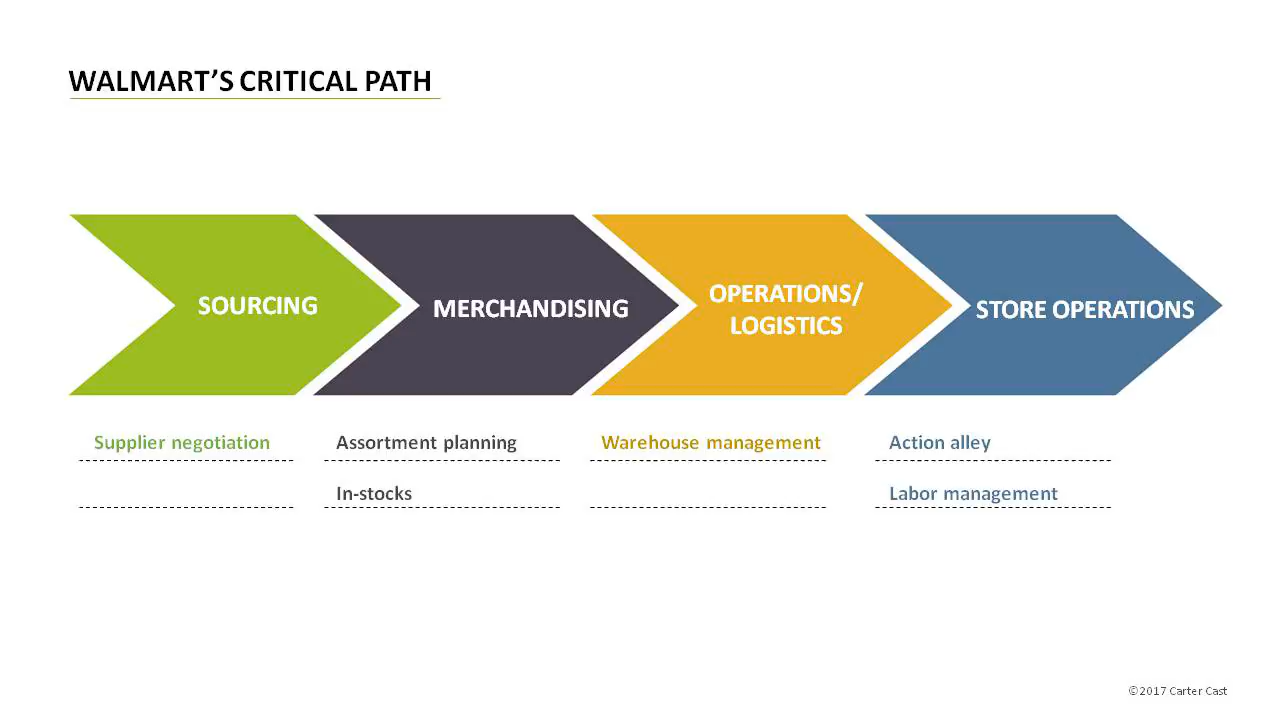 WALMART’S CRITICAL PATH
SOURCING
MERCHANDISING
OPERATIONS/
LOGISTICS
STORE OPERATIONS
Supplier negotiation
Assortment planning
Warehouse management
Action alley
In-stocks
Labor management
©2017 Carter Cast